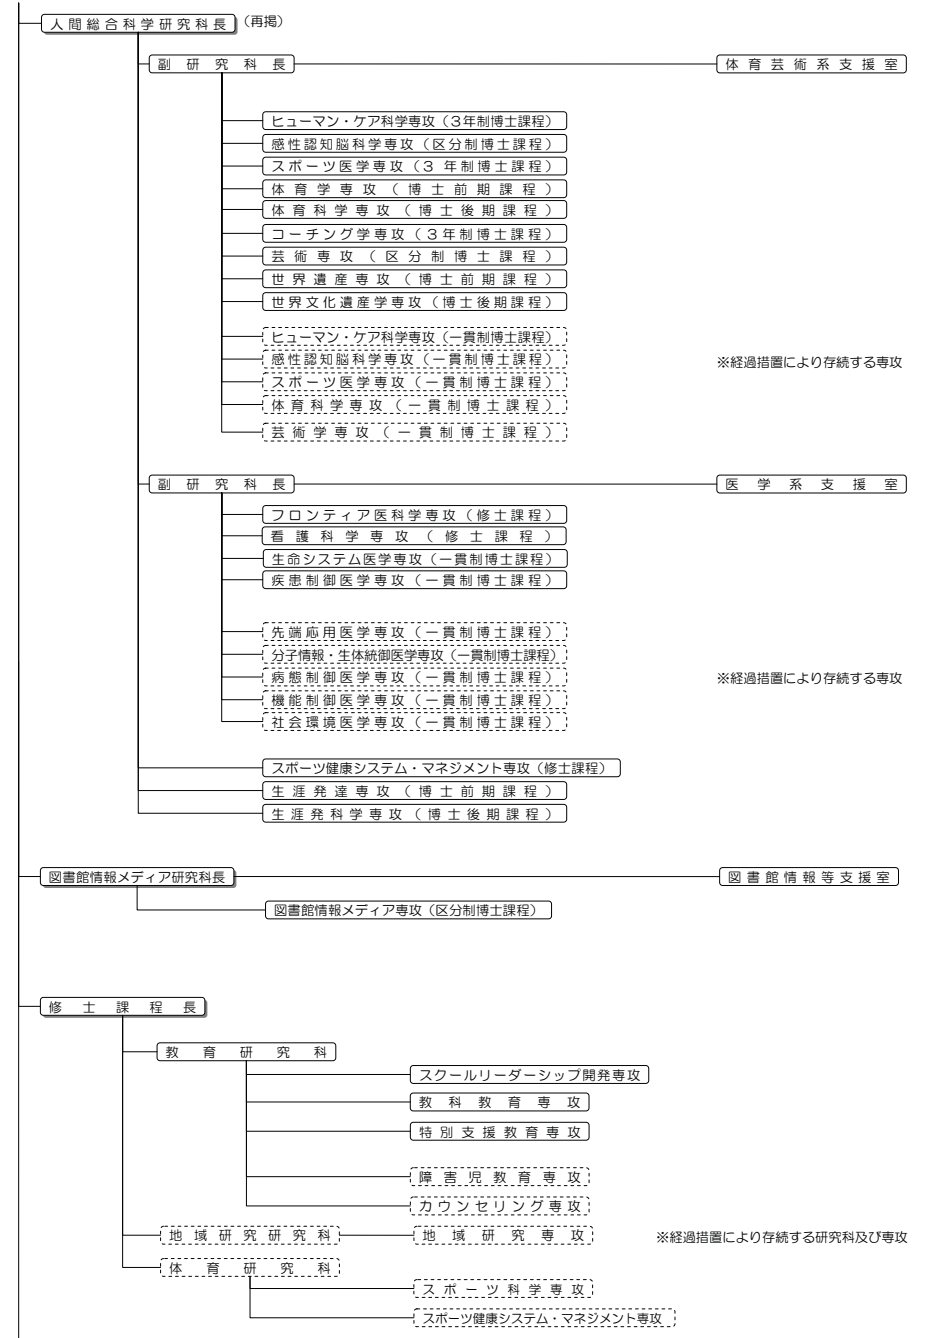 人間総合科学研究科長 （再掲）
副研究科長 体育芸術系支援室
ヒューマン・ケア科学専攻（３年制博士課程）
感性認知脳科学専攻（区分制博士課程）
スポーツ医学専攻（３年制博士課程）
体育学専攻（博士前期課程）
体育科学専攻（博士後期課程）
コーチング学専攻（３年制博士課程）
芸術専攻（区分制博士課程）
世界遺産専攻（博士前期課程）
世界文化遺産学専攻（博士後期課程）
ヒューマン・ケア科学専攻（一貫制博士課程）
感性認知脳科学専攻（一貫制博士課程） ※経過措置により存続する専攻
スポーツ医学専攻（一貫制博士課程）
体育科学専攻（一貫制博士課程）
芸術学専攻（一貫制博士課程）
副研究科長 医学系支援室
フロンティア医科学専攻（修士課程）
看護科学専攻（修士課程）
生命システム医学専攻（一貫制博士課程）
疾患制御医学専攻（一貫制博士課程）
先端応用医学専攻（一貫制博士課程）
分子情報・生体統御医学専攻（一貫制博士課程）
病態制御医学専攻（一貫制博士課程） ※経過措置により存続する専攻
機能制御医学専攻（一貫制博士課程）
社会環境医学専攻（一貫制博士課程）
スポーツ健康システム・マネジメント専攻（修士課程）
生涯発達専攻（博士前期課程）
生涯発科学専攻（博士後期課程）
図書館情報メディア研究科長 図書館情報等支援室
図書館情報メディア専攻（区分制博士課程）
修士課程長
教育研究科
スクールリーダーシップ開発専攻
教科教育専攻
特別支援教育専攻
障害児教育専攻
カウンセリング専攻
地域研究研究科 地域研究専攻 ※経過措置により存続する研究科及び専攻
体育研究科
スポーツ科学専攻
スポーツ健康システム・マネジメント専攻